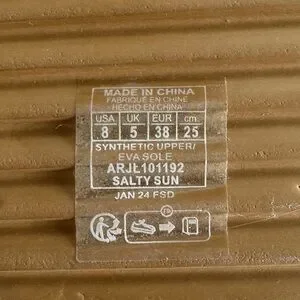 MADE IN CHINA
FABRIQUÉ EN CHINE
HECHO EN CHINA
USA UK EUR cm
8 5 38 25
SYNTHETIC UPPER/
EVA SOLE
ARJL101192
SALTY SUN
JAN 24 FSD
FR